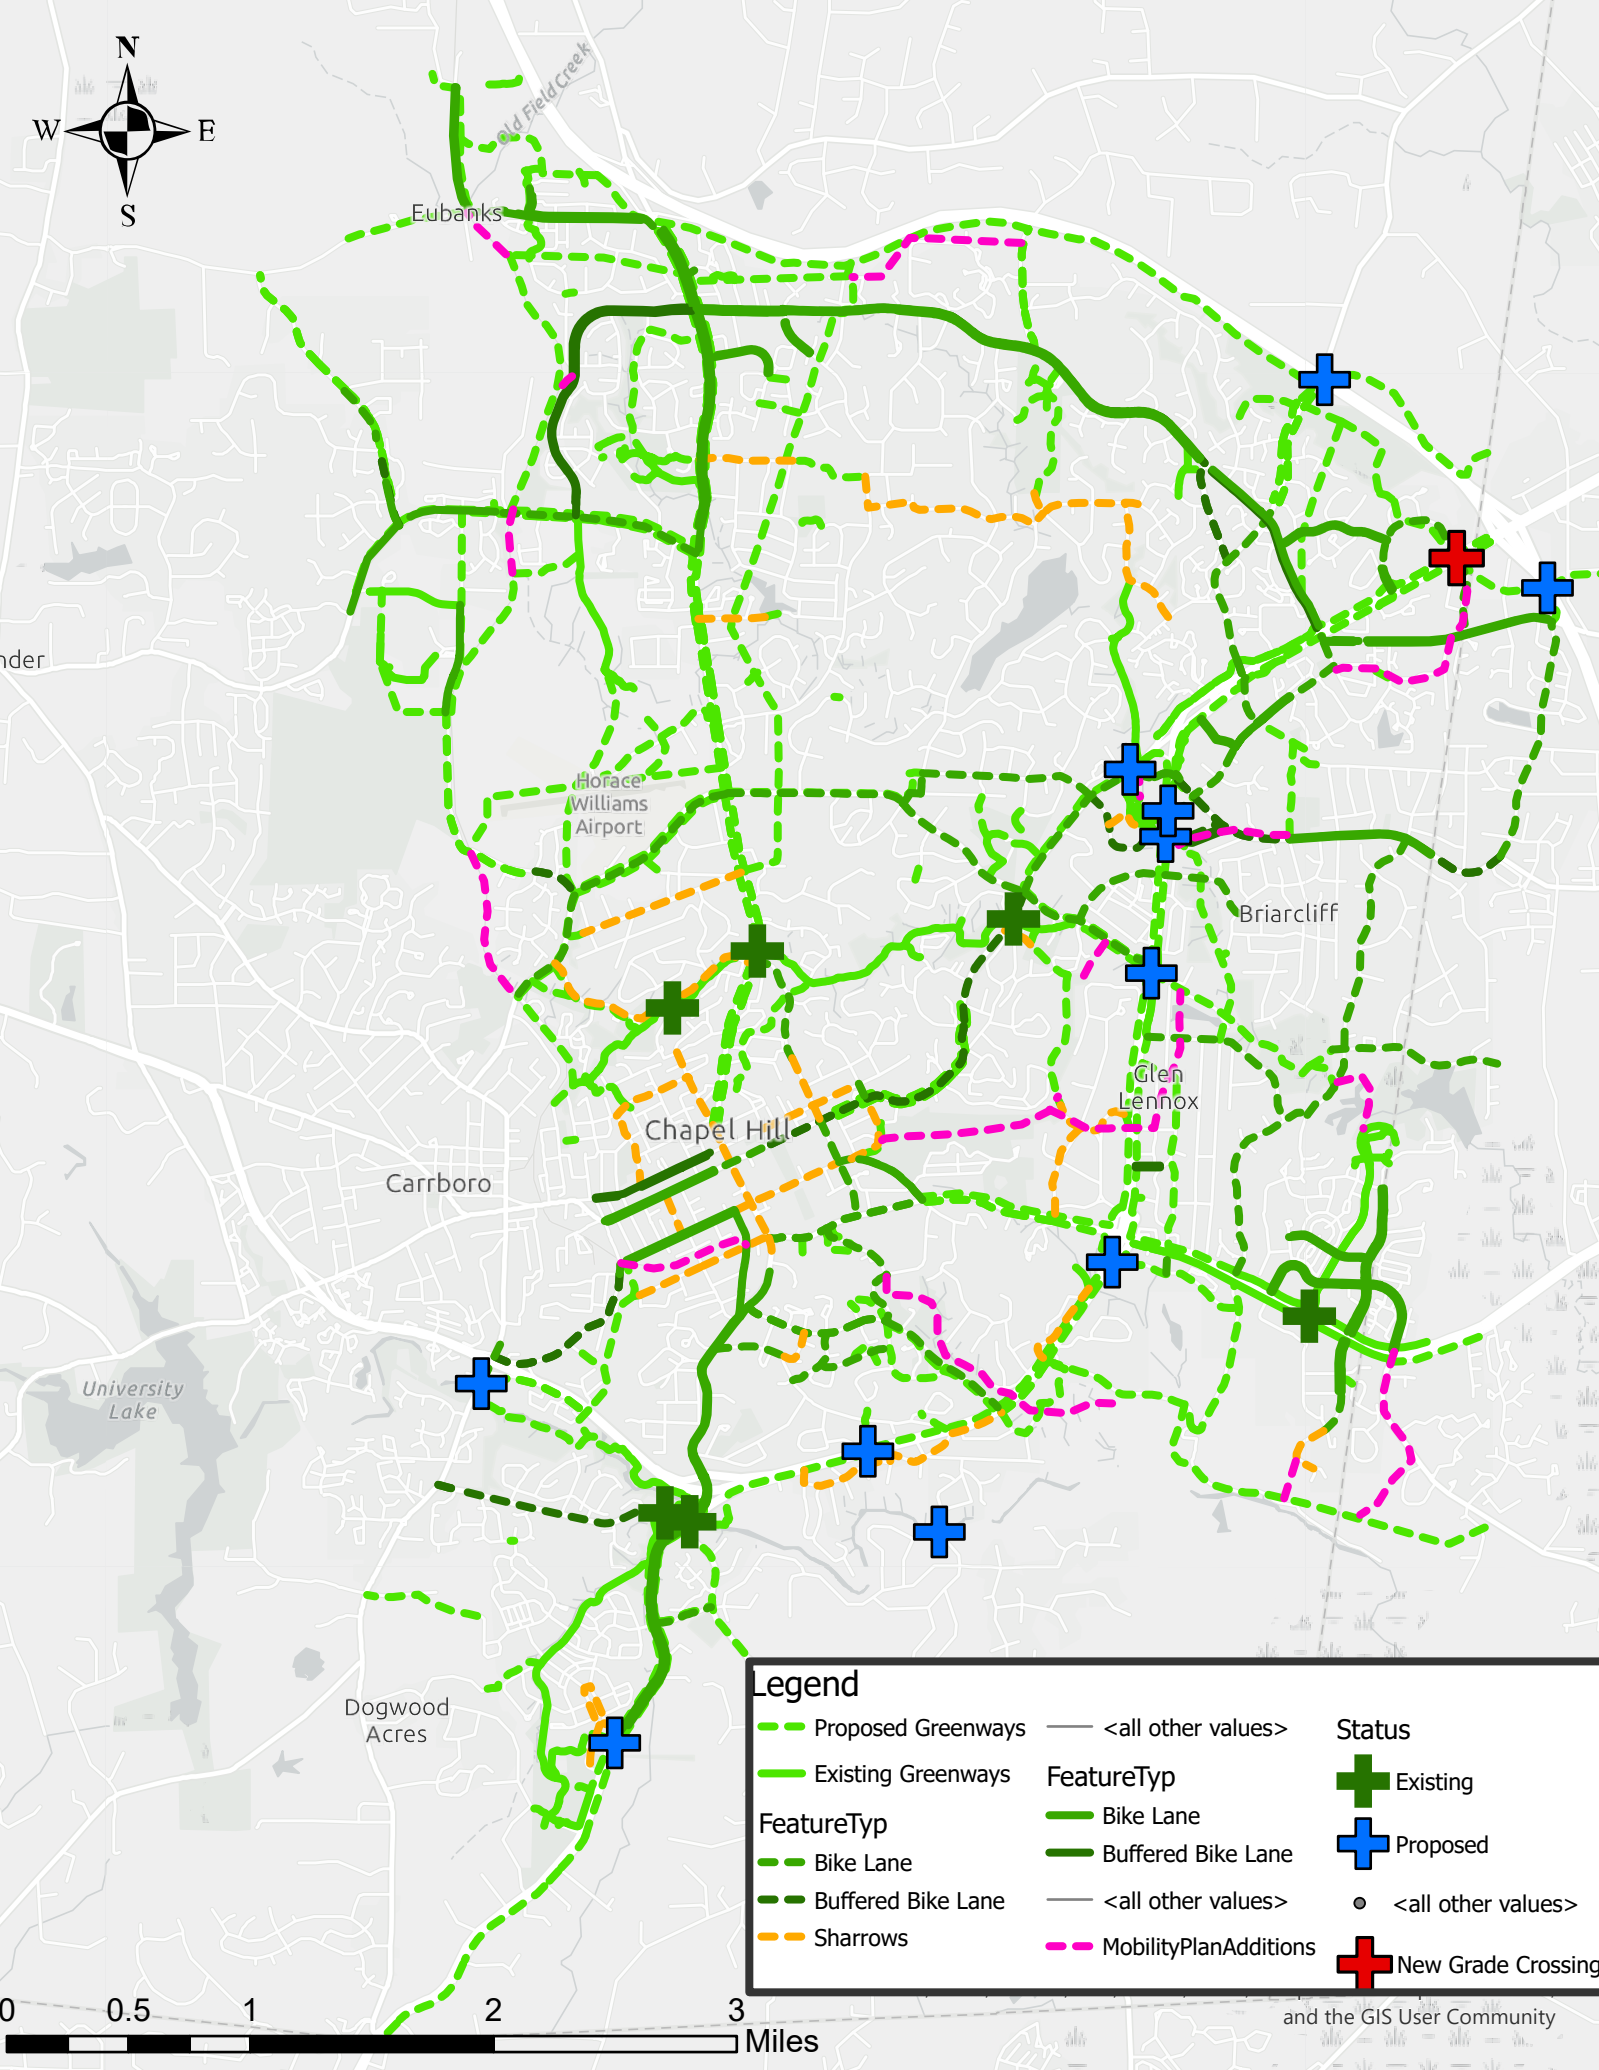 N
W
E
S
Old Field Creek
Eubanks
nder
Horace
Williams
Airport
Briarcliff
Glen
Lennox
Chapel Hill
Carrboro
University
Lake
Dogwood
Acres
Legend
Proposed Greenways
Existing Greenways
FeatureTyp
Bike Lane
Buffered Bike Lane
Sharrows
<all other values>
FeatureTyp
Bike Lane
Buffered Bike Lane
<all other values>
MobilityPlanAdditions
Status
Existing
Proposed
<all other values>
New Grade Crossing
0 0.5 1 2 3
Miles
and the GIS User Community